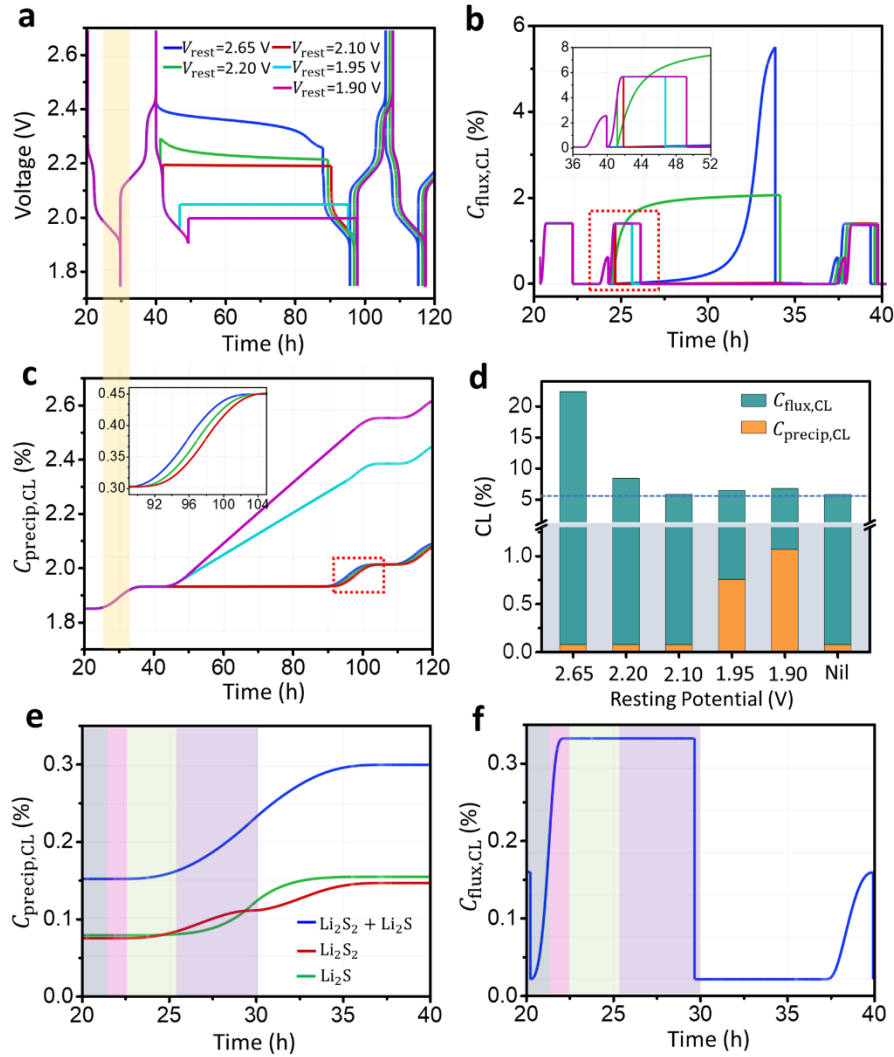 a
V_rest=2.65 V
V_rest=2.10 V
V_rest=2.20 V
V_rest=1.95 V
V_rest=1.90 V
Voltage (V)
2.6
2.4
2.2
2.0
1.8
20 40 60 80 100 120
Time (h)
b
C_flux,CL (%)
6
4
2
0
8
6
4
2
0
36 40 44 48 52
20 25 30 35 40
Time (h)
c
C_precip,CL (%)
2.6
2.4
2.2
2.0
1.8
0.45
0.40
0.35
0.30
92 96 100 104
20 40 60 80 100 120
Time (h)
d
C_flux,CL
C_precip,CL
CL (%)
20
15
10
5
1.0
0.5
0.0
2.65 2.20 2.10 1.95 1.90 Nil
Resting Potential (V)
e
C_precip,CL (%)
0.3
0.2
0.1
0.0
Li₂S₂ + Li₂S
Li₂S₂
Li₂S
20 25 30 35 40
Time (h)
f
C_flux,CL (%)
0.3
0.2
0.1
0.0
20 25 30 35 40
Time (h)